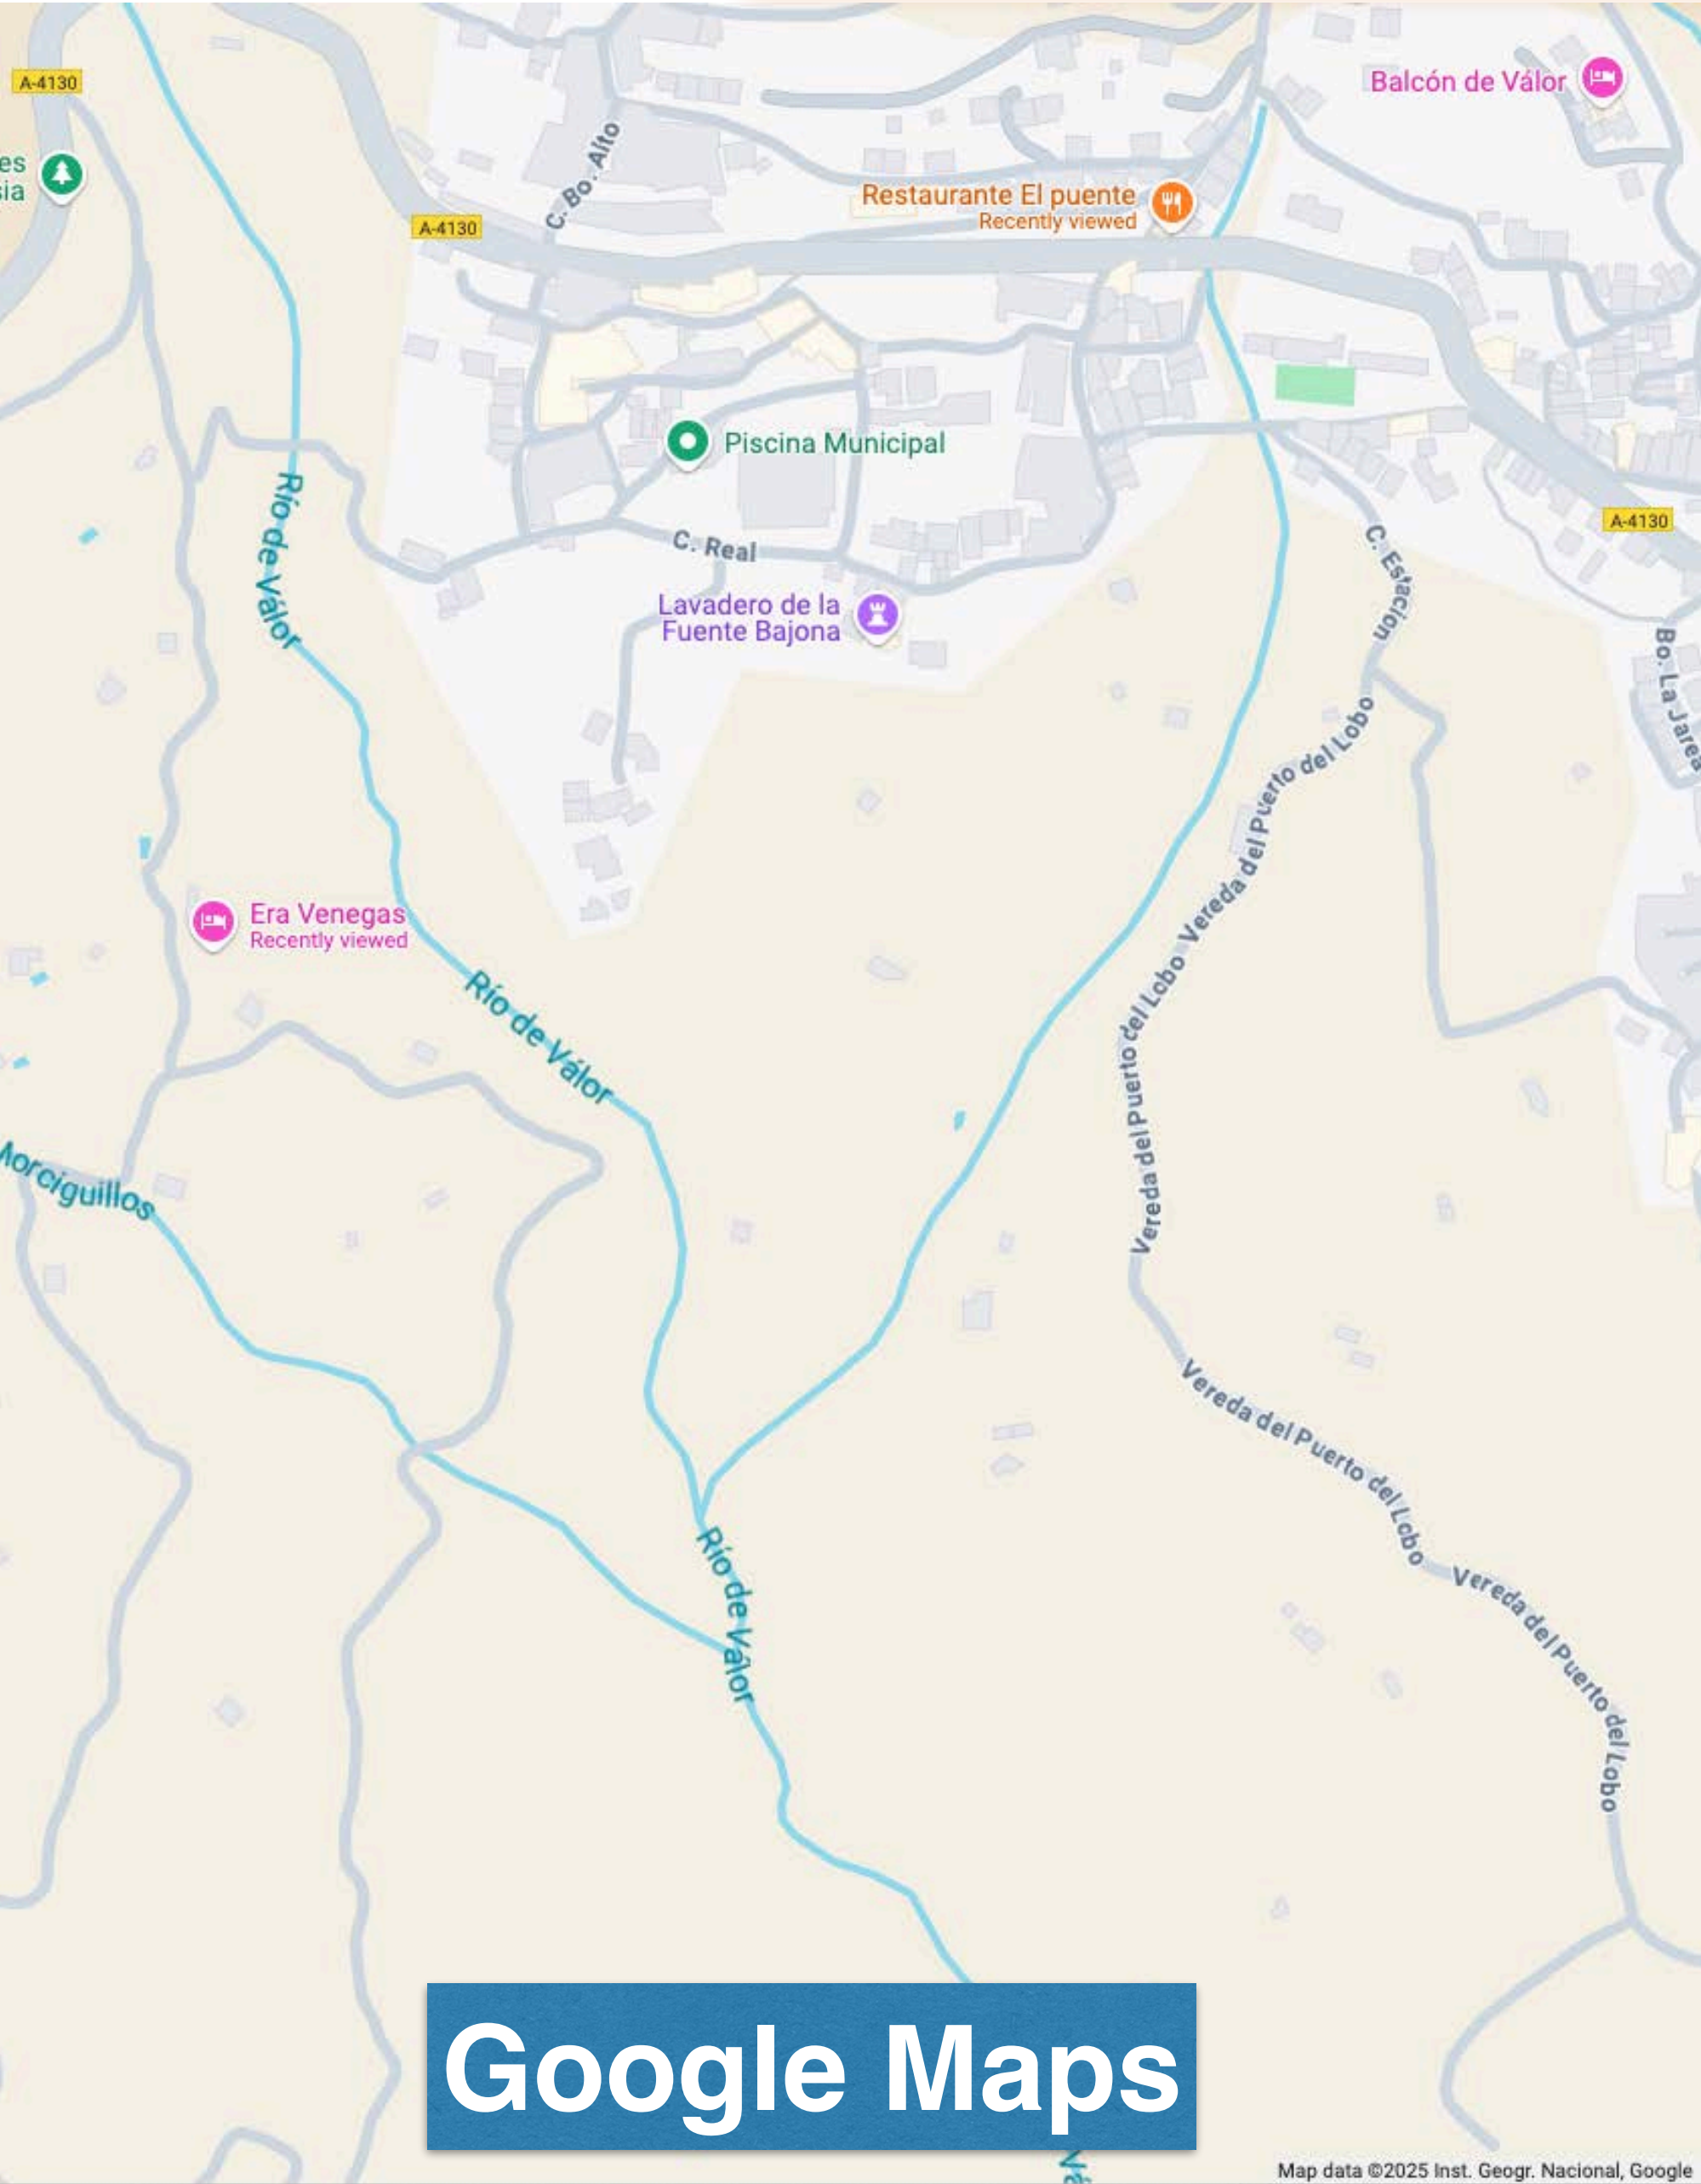 A-4130
Balcón de Válor
es
sia
C. Bo. Alto
Restaurante El puente
Recently viewed
A-4130
Piscina Municipal
Río de Válor
A-4130
C. Real
C. Estación
Lavadero de la
Fuente Bajona
Bo. La Jarea
Vereda del Puerto del Lobo
Era Venegas
Recently viewed
Vereda del Puerto del Lobo
Río de Válor
Vereda del Puerto del Lobo
Morciguillos
Vereda del Puerto del Lobo
Río de Válor
Vereda del Puerto del Lobo
Google Maps
Vá
Map data ©2025 Inst. Geogr. Nacional, Google